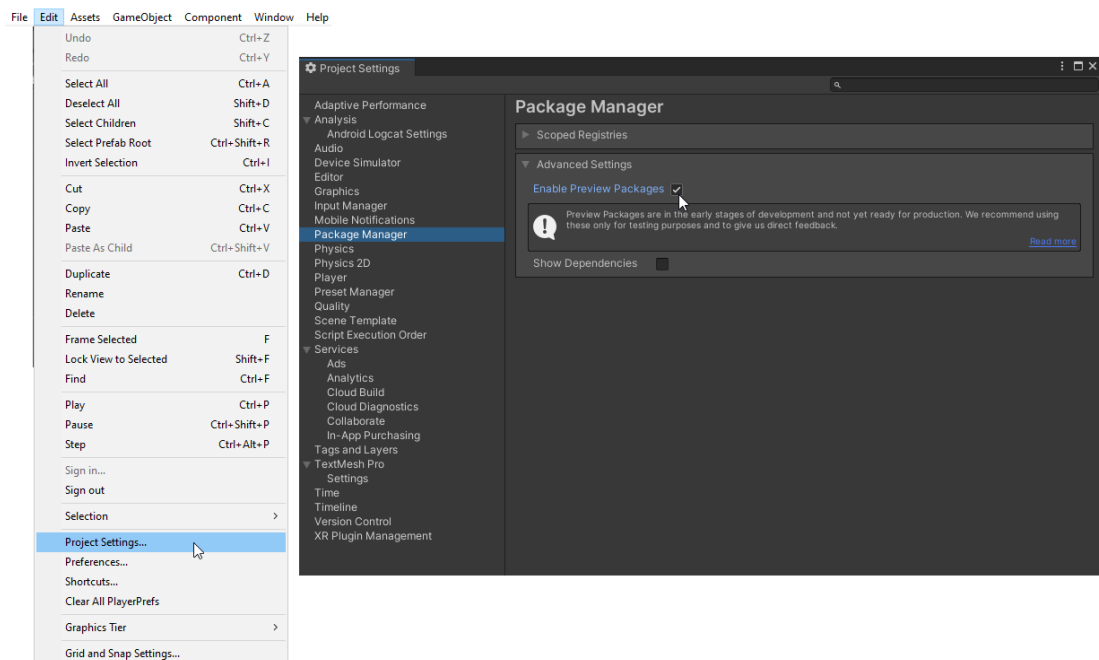 File Edit Assets GameObject Component Window Help
Undo Ctrl+Z
Redo Ctrl+Y
Select All Ctrl+A
Deselect All Shift+D
Select Children Shift+C
Select Prefab Root Ctrl+Shift+R
Invert Selection Ctrl+I
Cut Ctrl+X
Copy Ctrl+C
Paste Ctrl+V
Paste As Child Ctrl+Shift+V
Duplicate Ctrl+D
Rename
Delete
Frame Selected F
Lock View to Selected Shift+F
Find Ctrl+F
Play Ctrl+P
Pause Ctrl+Shift+P
Step Ctrl+Alt+P
Sign in...
Sign out
Selection
Project Settings...
Preferences...
Shortcuts...
Clear All PlayerPrefs
Graphics Tier
Grid and Snap Settings...
Project Settings
Adaptive Performance
Analysis
Android Logcat Settings
Audio
Device Simulator
Editor
Graphics
Input Manager
Mobile Notifications
Package Manager
Physics
Physics 2D
Player
Preset Manager
Quality
Scene Template
Script Execution Order
Services
Ads
Analytics
Cloud Build
Cloud Diagnostics
Collaborate
In-App Purchasing
Tags and Layers
TextMesh Pro
Settings
Time
Timeline
Version Control
XR Plugin Management
Package Manager
Scoped Registries
Advanced Settings
Enable Preview Packages
Preview Packages are in the early stages of development and not yet ready for production. We recommend using
these only for testing purposes and to give us direct feedback.
Read more
Show Dependencies